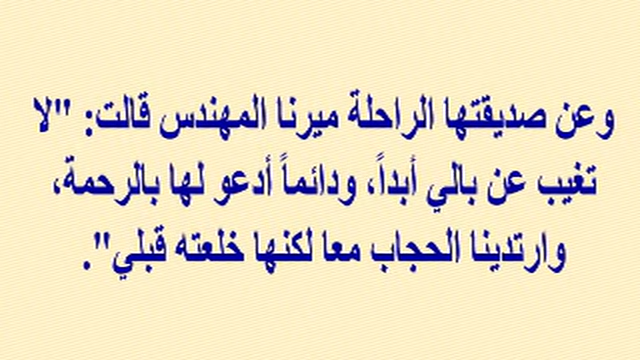 وعن صديقتها الراحلة ميرنا المهندس قالت: "لا
تغيب عن بالي أبداً، ودائماً أدعو لها بالرحمة،
وارتدينا الحجاب معا لكنها خلعته قبلي".